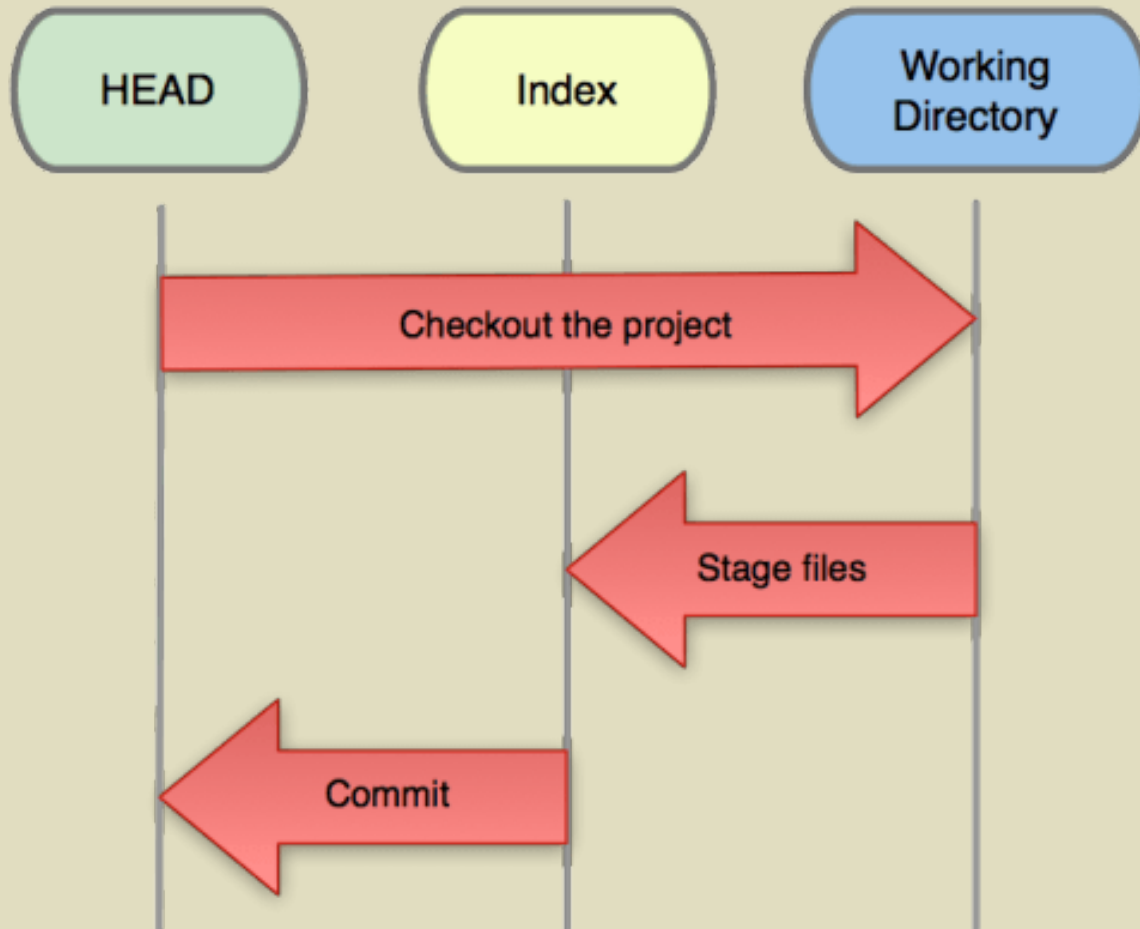 HEAD
Index
Working
Directory
Checkout the project
Stage files
Commit